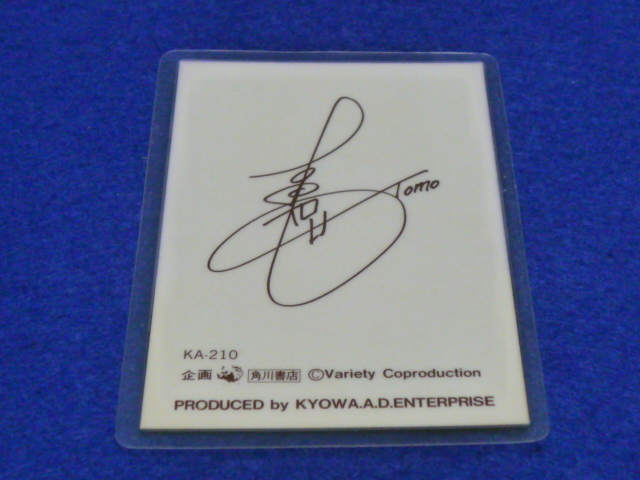 Tomo
KA-210
企画 角川書店 ©Variety Coproduction
PRODUCED by KYOWA.A.D.ENTERPRISE